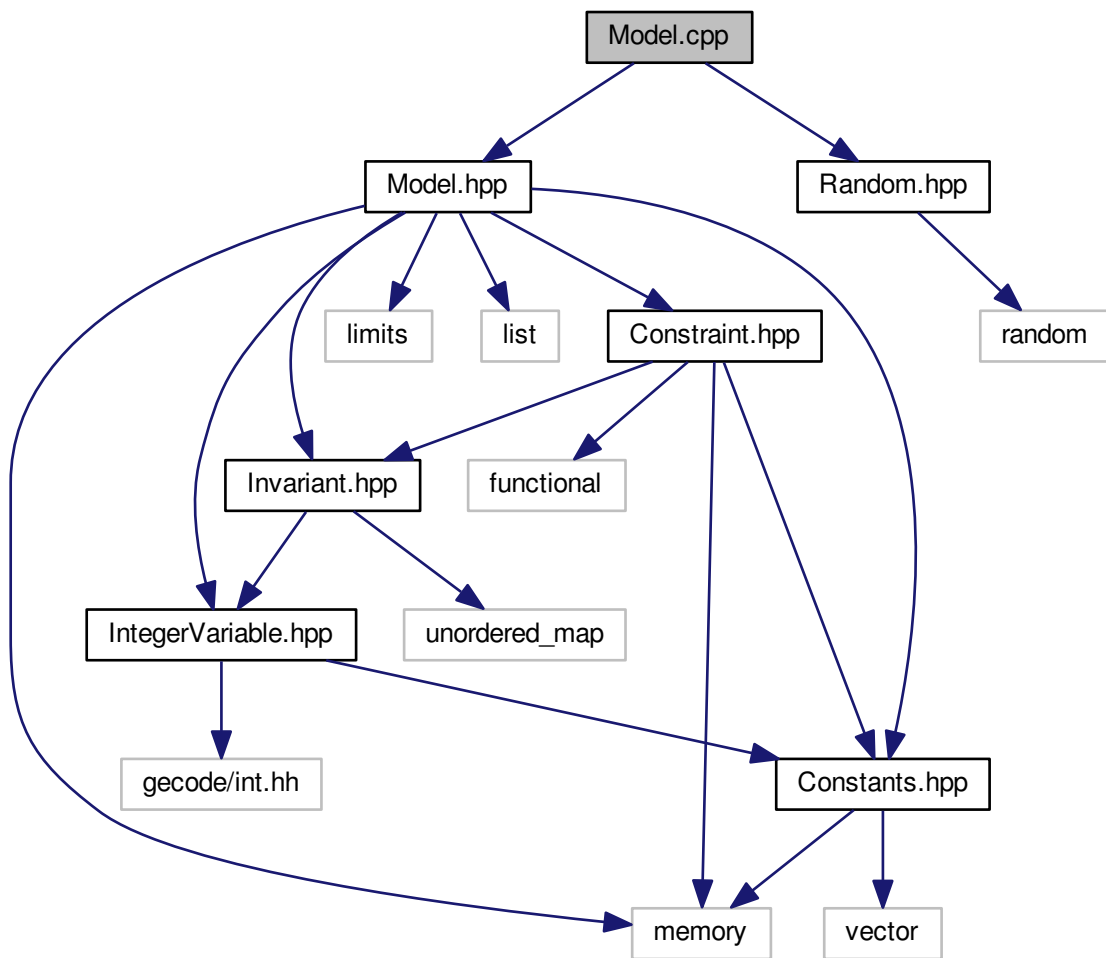 Model.cpp
Model.hpp
Random.hpp
limits
list
Constraint.hpp
random
Invariant.hpp
functional
IntegerVariable.hpp
unordered_map
gecode/int.hh
Constants.hpp
memory
vector